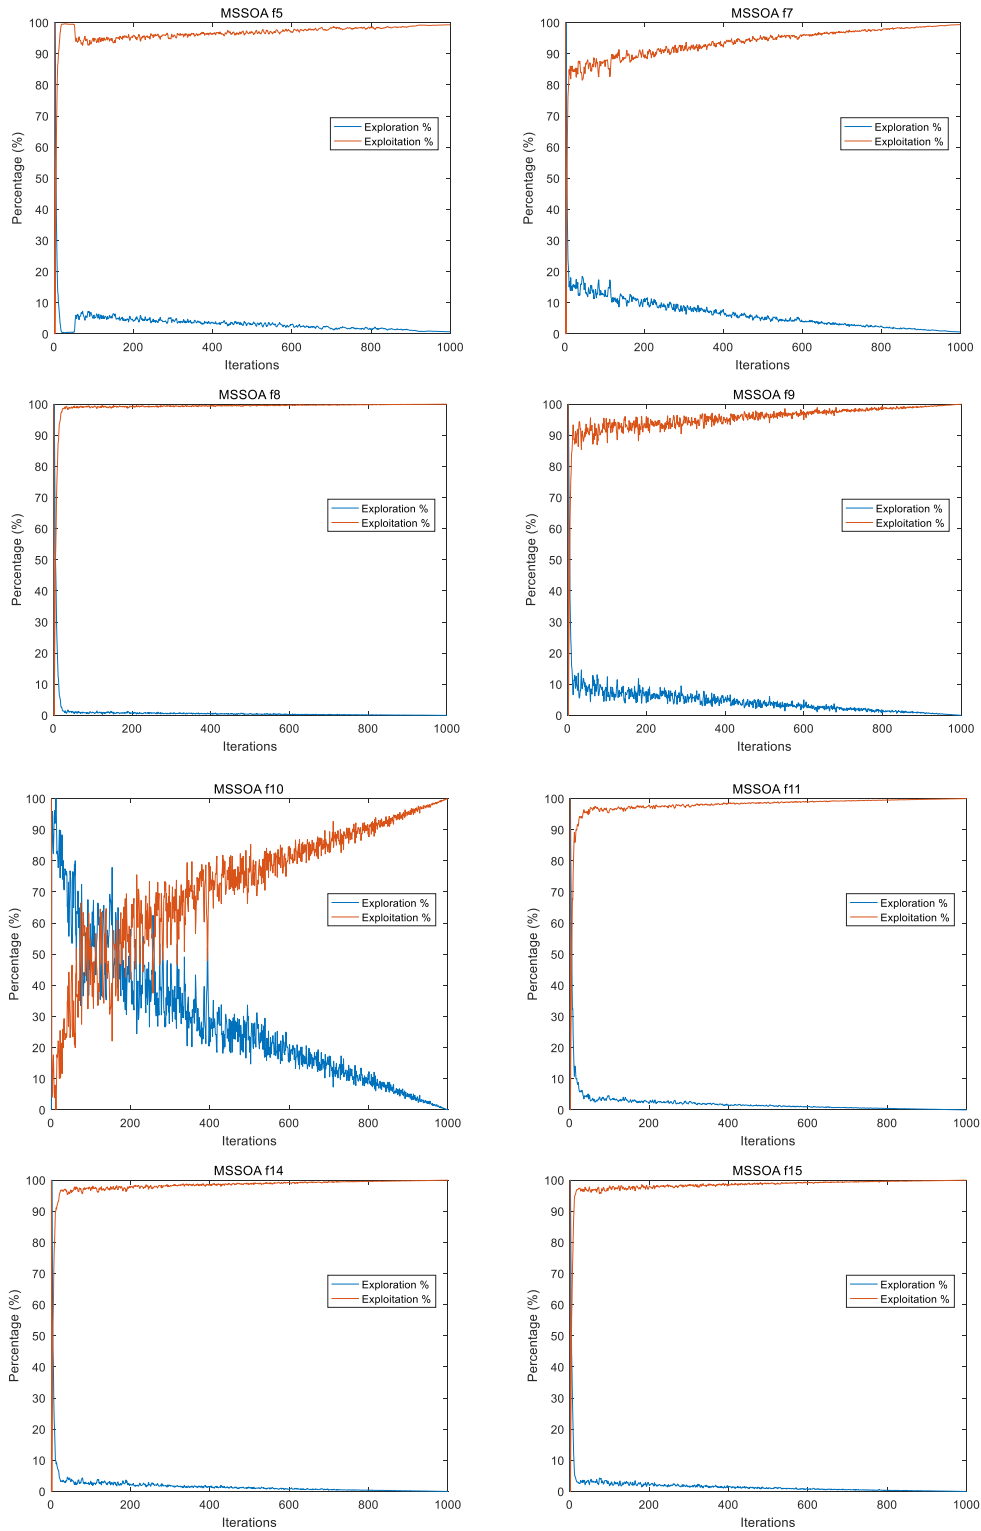 MSSOA f5
100
90
80
70
60
50
40
30
20
10
0
Percentage (%)
Exploration %
Exploitation %
0 200 400 600 800 1000
Iterictions
MSSOA f7
100
90
80
70
60
50
40
30
20
10
0
Percentage (%)
Exploration %
Exploitation %
0 200 400 600 800 1000
Iterations
MSSOA f8
100
90
80
70
60
50
40
30
20
10
0
Percentage (%)
Exploration %
Exploitation %
0 200 400 600 800 1000
Iterations
MSSOA f9
100
90
80
70
60
50
40
30
20
10
0
Percentage (%)
Exploration %
Exploitation %
0 200 400 600 800 1000
Iterations
MSSOA f10
100
90
80
70
60
50
40
30
20
10
0
Percentage (%)
Exploration %
Exploitation %
0 200 400 600 800 1000
Iterations
MSSOA f11
100
90
80
70
60
50
40
30
20
10
0
Percentage (%)
Exploration %
Exploitation %
0 200 400 600 800 1000
Iterations
MSSOA f14
100
90
80
70
60
50
40
30
20
10
0
Percentage (%)
Exploration %
Exploitation %
0 200 400 600 800 1000
Iterations
MSSOA f15
100
90
80
70
60
50
40
30
20
10
0
Percentage (%)
Exploration %
Exploitation %
0 200 400 600 800 1000
Iterations